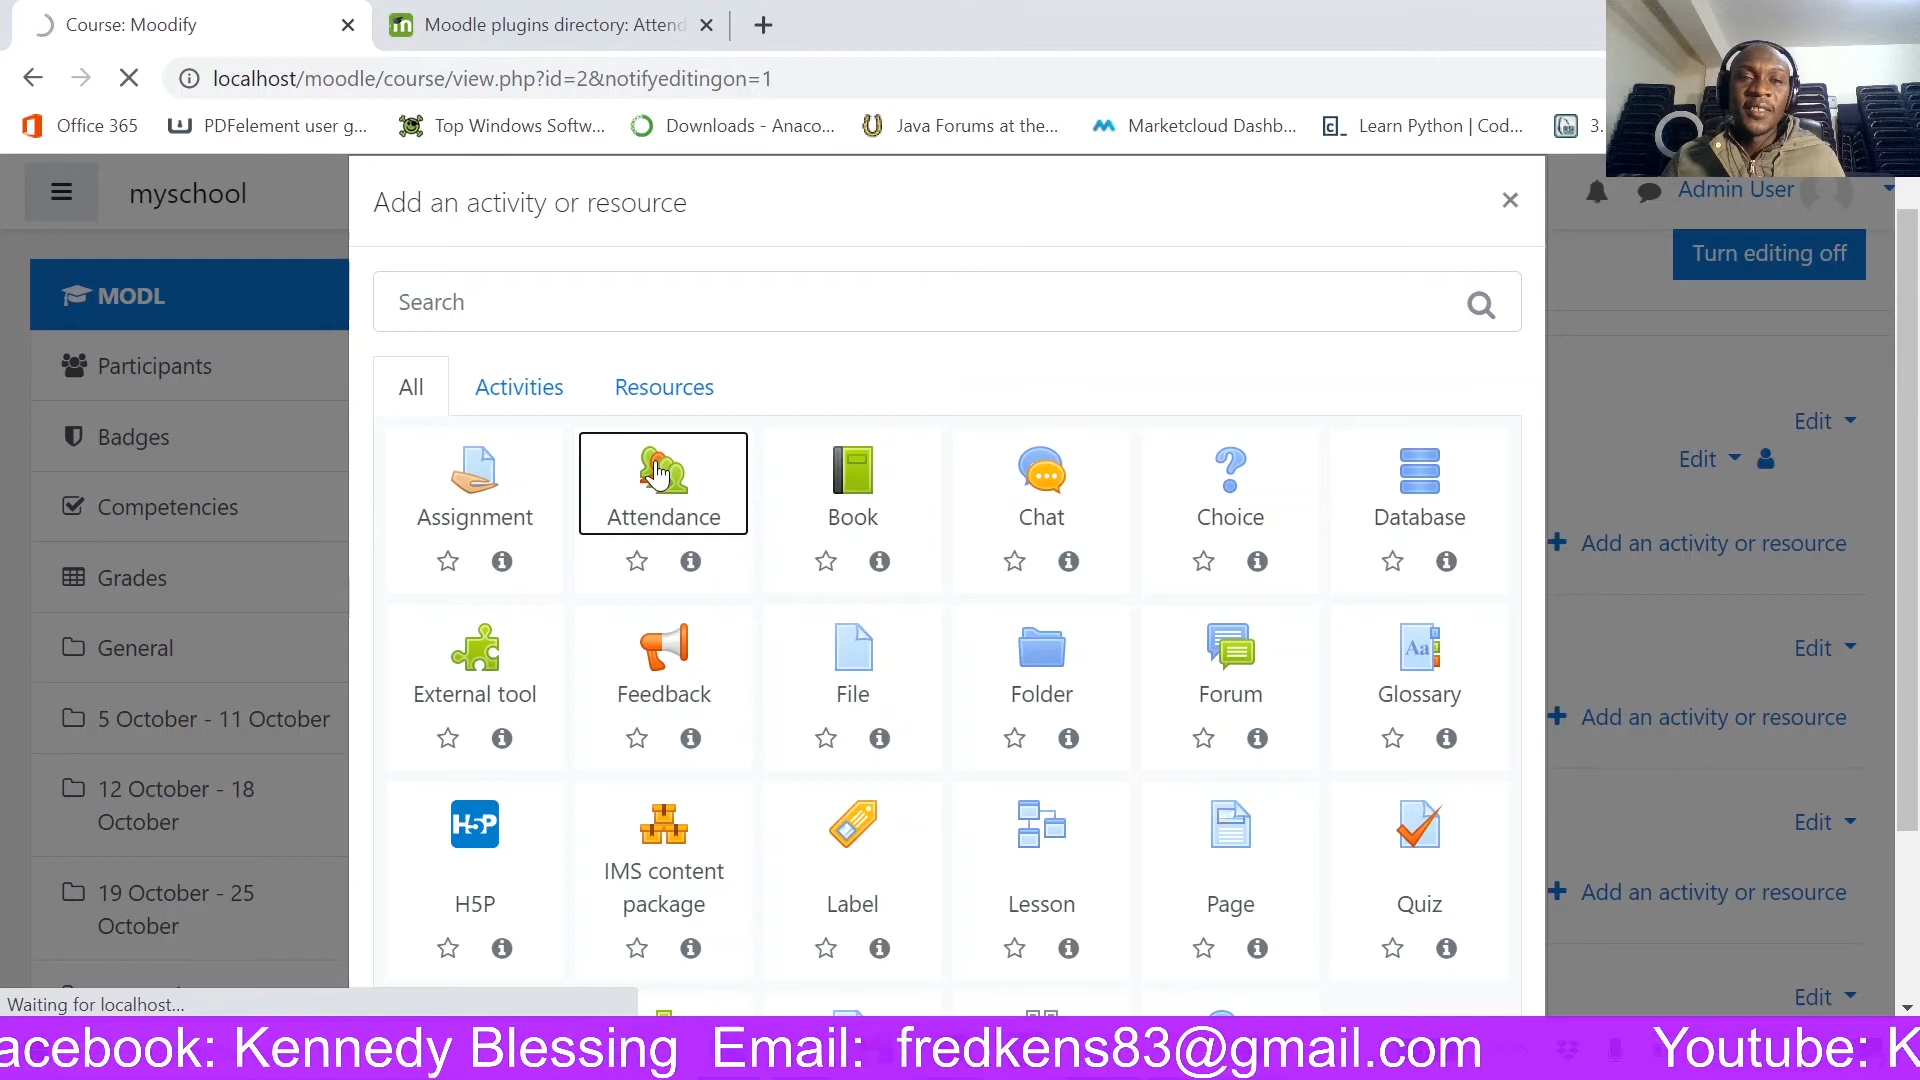 Course: Moodify
Moodle plugins directory: Attend
localhost/moodle/course/view.php?id=2&notifyeditingon=1
Office 365
PDFelement user g...
Top Windows Softw...
Downloads - Anaco...
Java Forums at the...
Marketcloud Dashb...
Learn Python | Cod...
3.
myschool
Add an activity or resource
Admin User
Turn editing off
Search
MODL
Participants
Badges
Competencies
Grades
General
5 October - 11 October
12 October - 18
October
19 October - 25
October
All
Activities
Resources
Assignment
Attendance
Book
Chat
Choice
Database
External tool
Feedback
File
Folder
Forum
Aa
Glossary
H5P
H5P
IMS content
package
Label
Lesson
Page
Quiz
Edit
Edit
Add an activity or resource
Edit
Add an activity or resource
Edit
Add an activity or resource
Edit
Waiting for localhost...
acebook: Kennedy Blessing Email: fredkens83@gmail.com Youtube: K